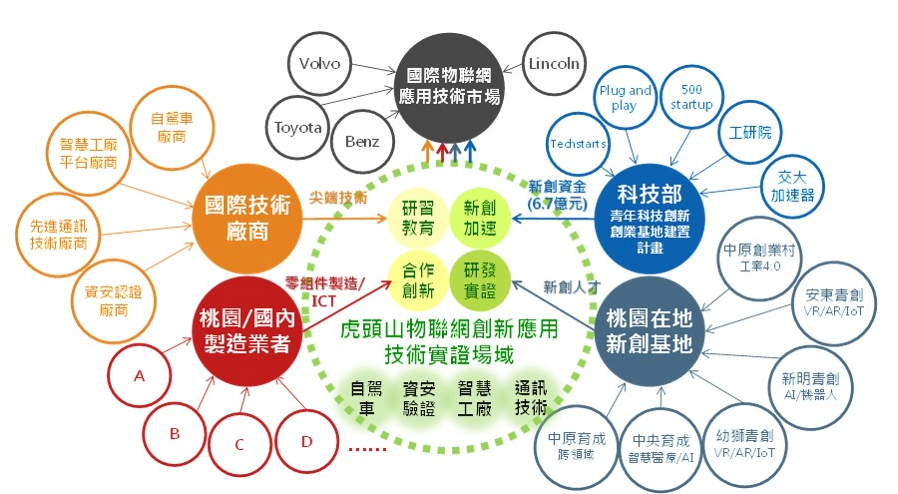 Volvo
Toyota
Benz
國際物聯網
應用技術市場
Lincoln
自駕車
廠商
智慧工廠
平台廠商
先進通訊
技術廠商
資安認證
廠商
國際技術
廠商
尖端技術
Plug and
play
500
startup
Techstarts
工研院
交大
加速器
科技部
青年科技創新
創業基地建置
計畫
新創資金
(6.7億元)
研習
教育
新創
加速
合作
創新
研發
實證
零組件製造/
ICT
新創人才
桃園/國內
製造業者
A
B
C
D
......
虎頭山物聯網創新應用
技術實證場域
自駕
車
資安
驗證
智慧
工廠
通訊
技術
桃園在地
新創基地
中原創業村
工業4.0
安東青創
VR/AR/IoT
新明青創
AI/機器人
幼獅青創
VR/AR/IoT
中央育成
智慧醫療/AI
中原育成
跨領域